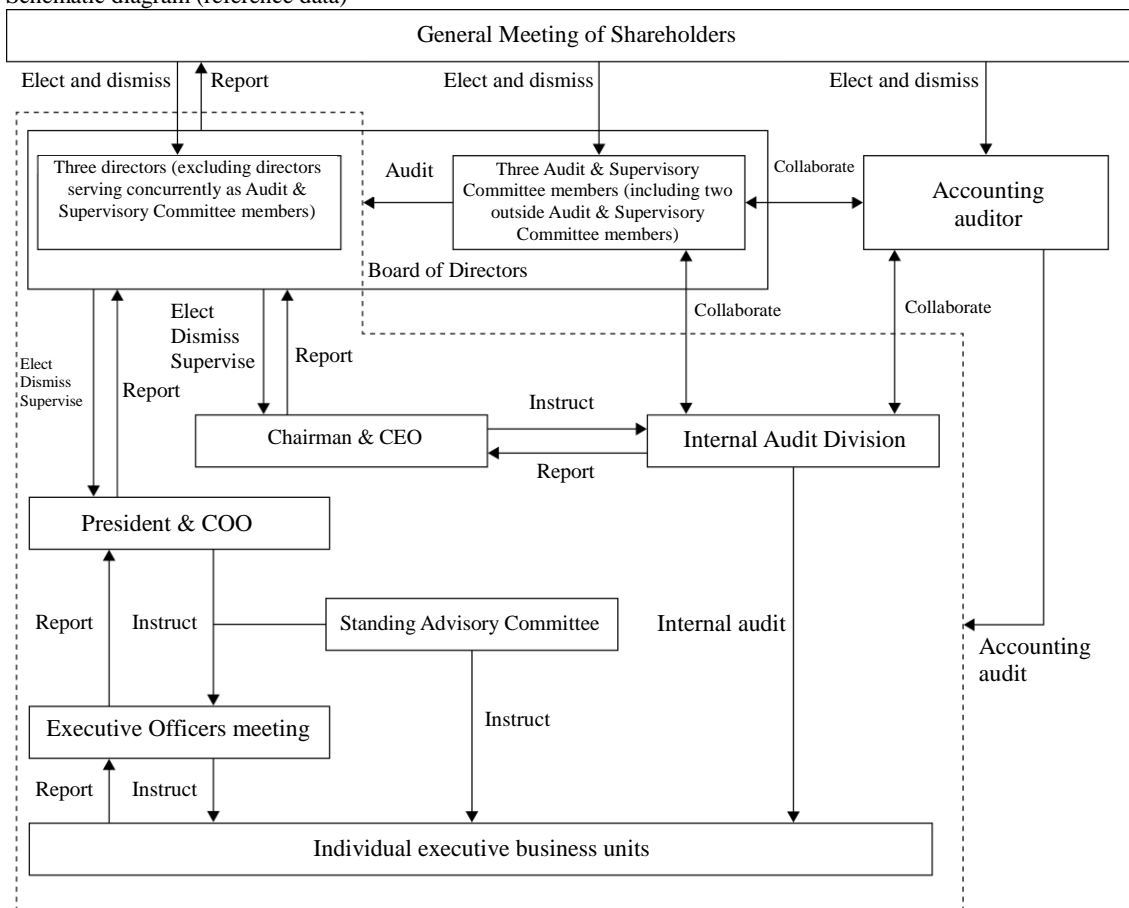 Schematic diagram (reference data)
General Meeting of Shareholders
Elect and dismiss
Report
Elect and dismiss
Elect and dismiss
Three directors (excluding directors
serving concurrently as Audit &
Supervisory Committee members)
Audit
Three Audit & Supervisory
Committee members (including two
outside Audit & Supervisory
Committee members)
Collaborate
Accounting
auditor
Board of Directors
Elect
Dismiss
Supervise
Report
Elect
Dismiss
Supervise
Report
Collaborate
Collaborate
Chairman & CEO
Instruct
Report
Internal Audit Division
President & COO
Report
Instruct
Standing Advisory Committee
Internal audit
Accounting
audit
Executive Officers meeting
Instruct
Report
Instruct
Individual executive business units